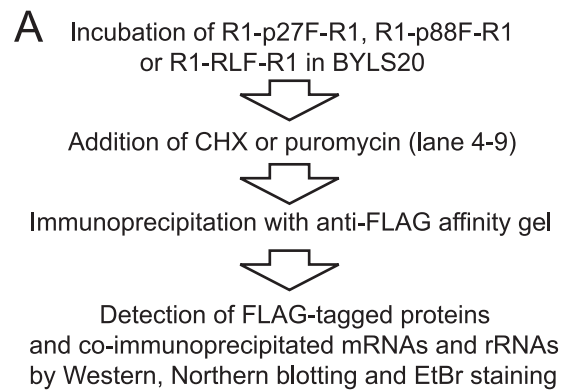 A
Incubation of R1-p27F-R1, R1-p88F-R1
or R1-RLF-R1 in BYLS20
Addition of CHX or puromycin (lane 4-9)
Immunoprecipitation with anti-FLAG affinity gel
Detection of FLAG-tagged proteins
and co-immunoprecipitated mRNAs and rRNAs
by Western, Northern blotting and EtBr staining